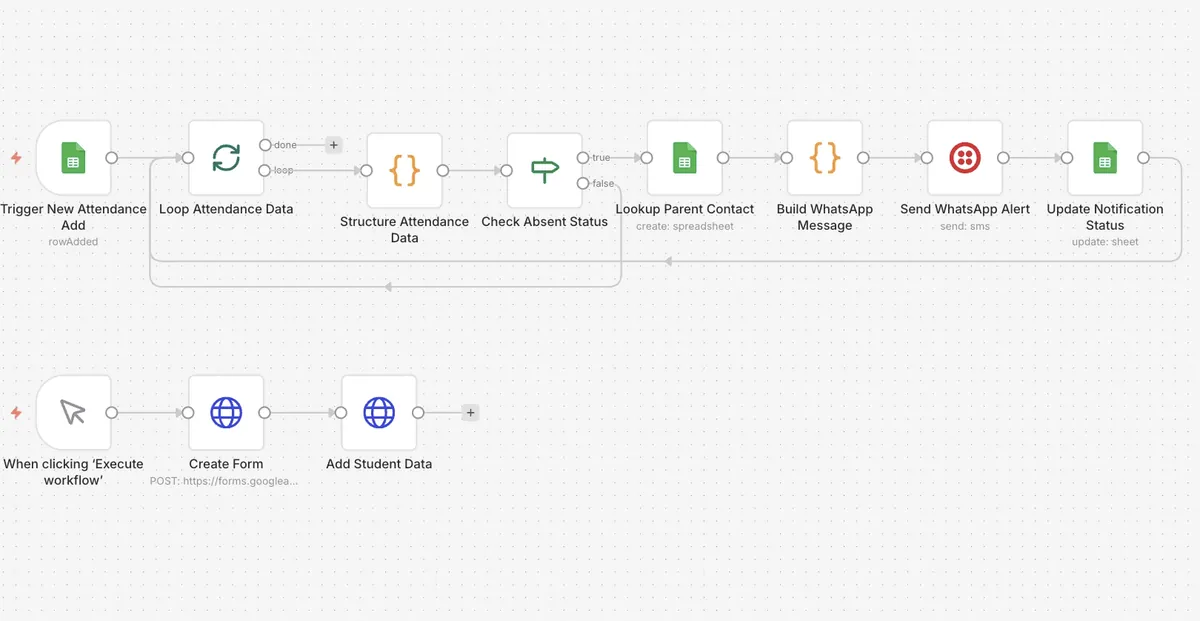 done
+
loop
true
false
Trigger New Attendance
Add
rowAdded
Loop Attendance Data
Structure Attendance
Data
Check Absent Status
Lookup Parent Contact
create: spreadsheet
Build WhatsApp
Message
Send WhatsApp Alert
send: sms
Update Notification
Status
update: sheet
+
When clicking ‘Execute
workflow’
Create Form
POST: https://forms.googlea...
Add Student Data